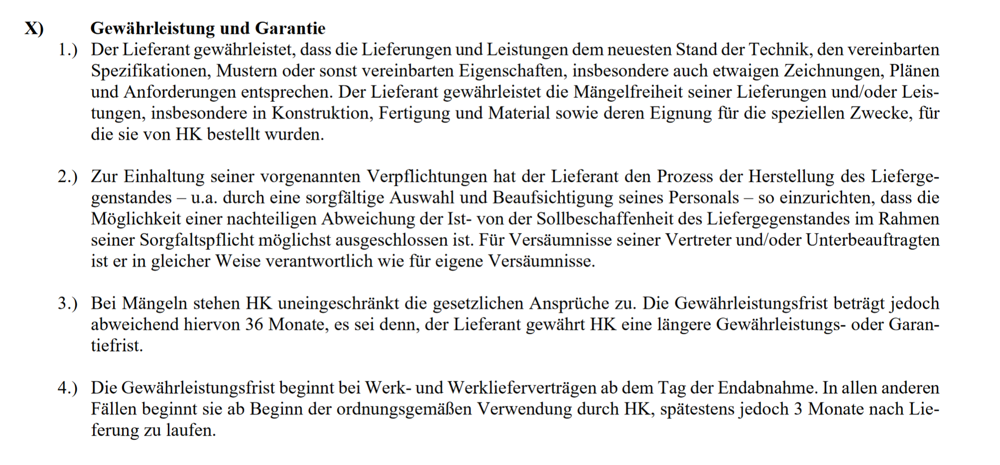 X) Gewährleistung und Garantie
1.) Der Lieferant gewährleistet, dass die Lieferungen und Leistungen dem neuesten Stand der Technik, den vereinbarten
Spezifikationen, Mustern oder sonst vereinbarten Eigenschaften, insbesondere auch etwaigen Zeichnungen, Plänen
und Anforderungen entsprechen. Der Lieferant gewährleistet die Mängelfreiheit seiner Lieferungen und/oder Leis-
tungen, insbesondere in Konstruktion, Fertigung und Material sowie deren Eignung für die speziellen Zwecke, für
die sie von HK bestellt wurden.
2.) Zur Einhaltung seiner vorgenannten Verpflichtungen hat der Lieferant den Prozess der Herstellung des Lieferge-
genstandes – u.a. durch eine sorgfältige Auswahl und Beaufsichtigung seines Personals – so einzurichten, dass die
Möglichkeit einer nachteiligen Abweichung der Ist- von der Sollbeschaffenheit des Liefergegenstandes im Rahmen
seiner Sorgfaltspflicht möglichst ausgeschlossen ist. Für Versäumnisse seiner Vertreter und/oder Unterbeauftragten
ist er in gleicher Weise verantwortlich wie für eigene Versäumnisse.
3.) Bei Mängeln stehen HK uneingeschränkt die gesetzlichen Ansprüche zu. Die Gewährleistungsfrist beträgt jedoch
abweichend hiervon 36 Monate, es sei denn, der Lieferant gewährt HK eine längere Gewährleistungs- oder Garan-
tiefrist.
4.) Die Gewährleistungsfrist beginnt bei Werk- und Werklieferverträgen ab dem Tag der Endabnahme. In allen anderen
Fällen beginnt sie ab Beginn der ordnungsgemäßen Verwendung durch HK, spätestens jedoch 3 Monate nach Lie-
ferung zu laufen.